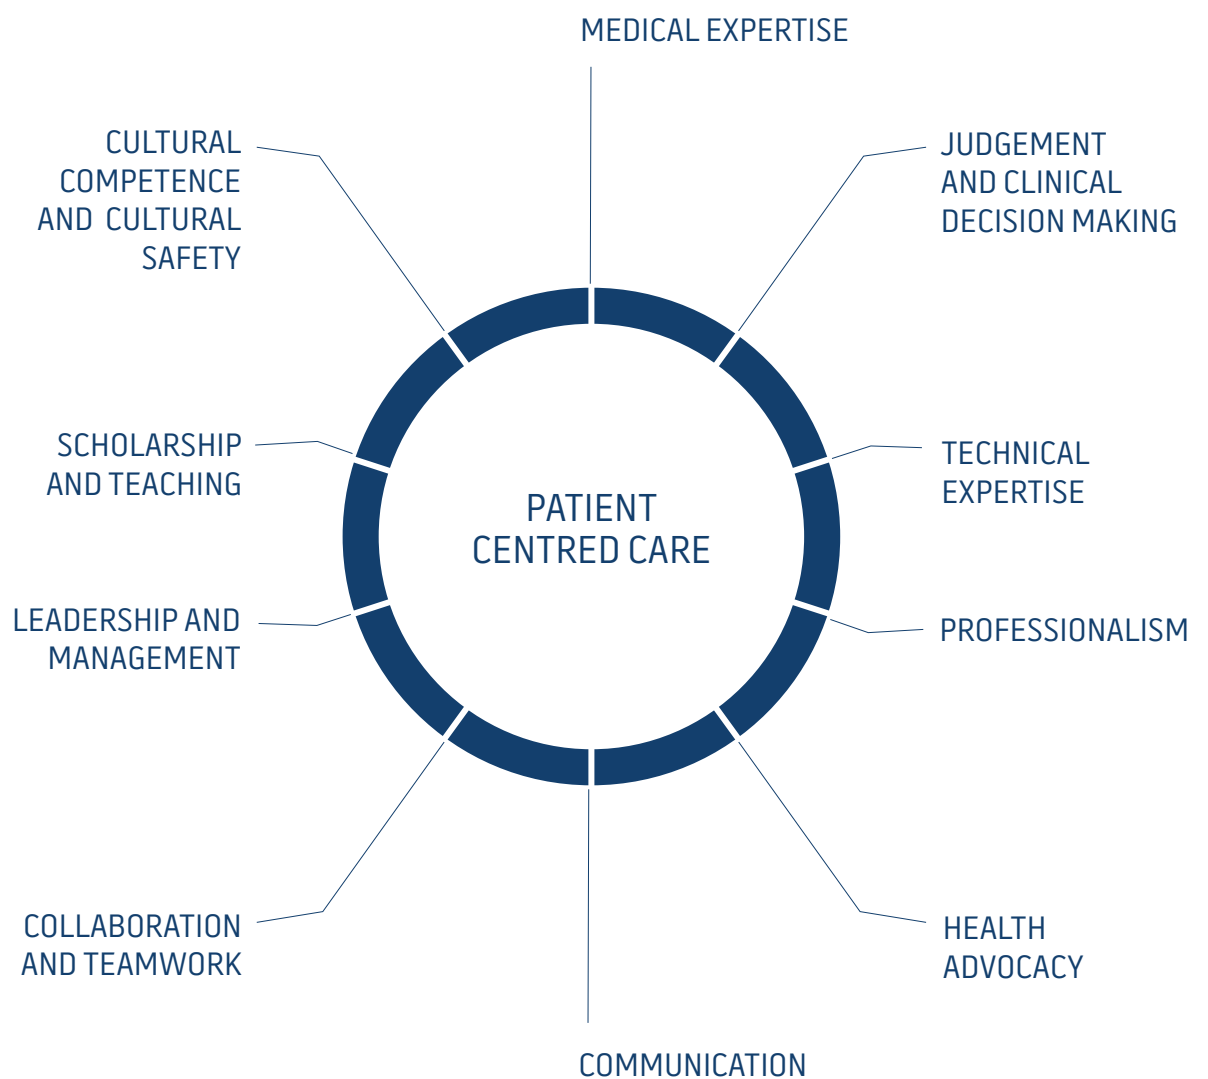 MEDICAL EXPERTISE
JUDGEMENT
AND CLINICAL
DECISION MAKING
TECHNICAL
EXPERTISE
PROFESSIONALISM
HEALTH
ADVOCACY
COMMUNICATION
COLLABORATION
AND TEAMWORK
LEADERSHIP AND
MANAGEMENT
SCHOLARSHIP
AND TEACHING
CULTURAL
COMPETENCE
AND CULTURAL
SAFETY
PATIENT
CENTRED CARE